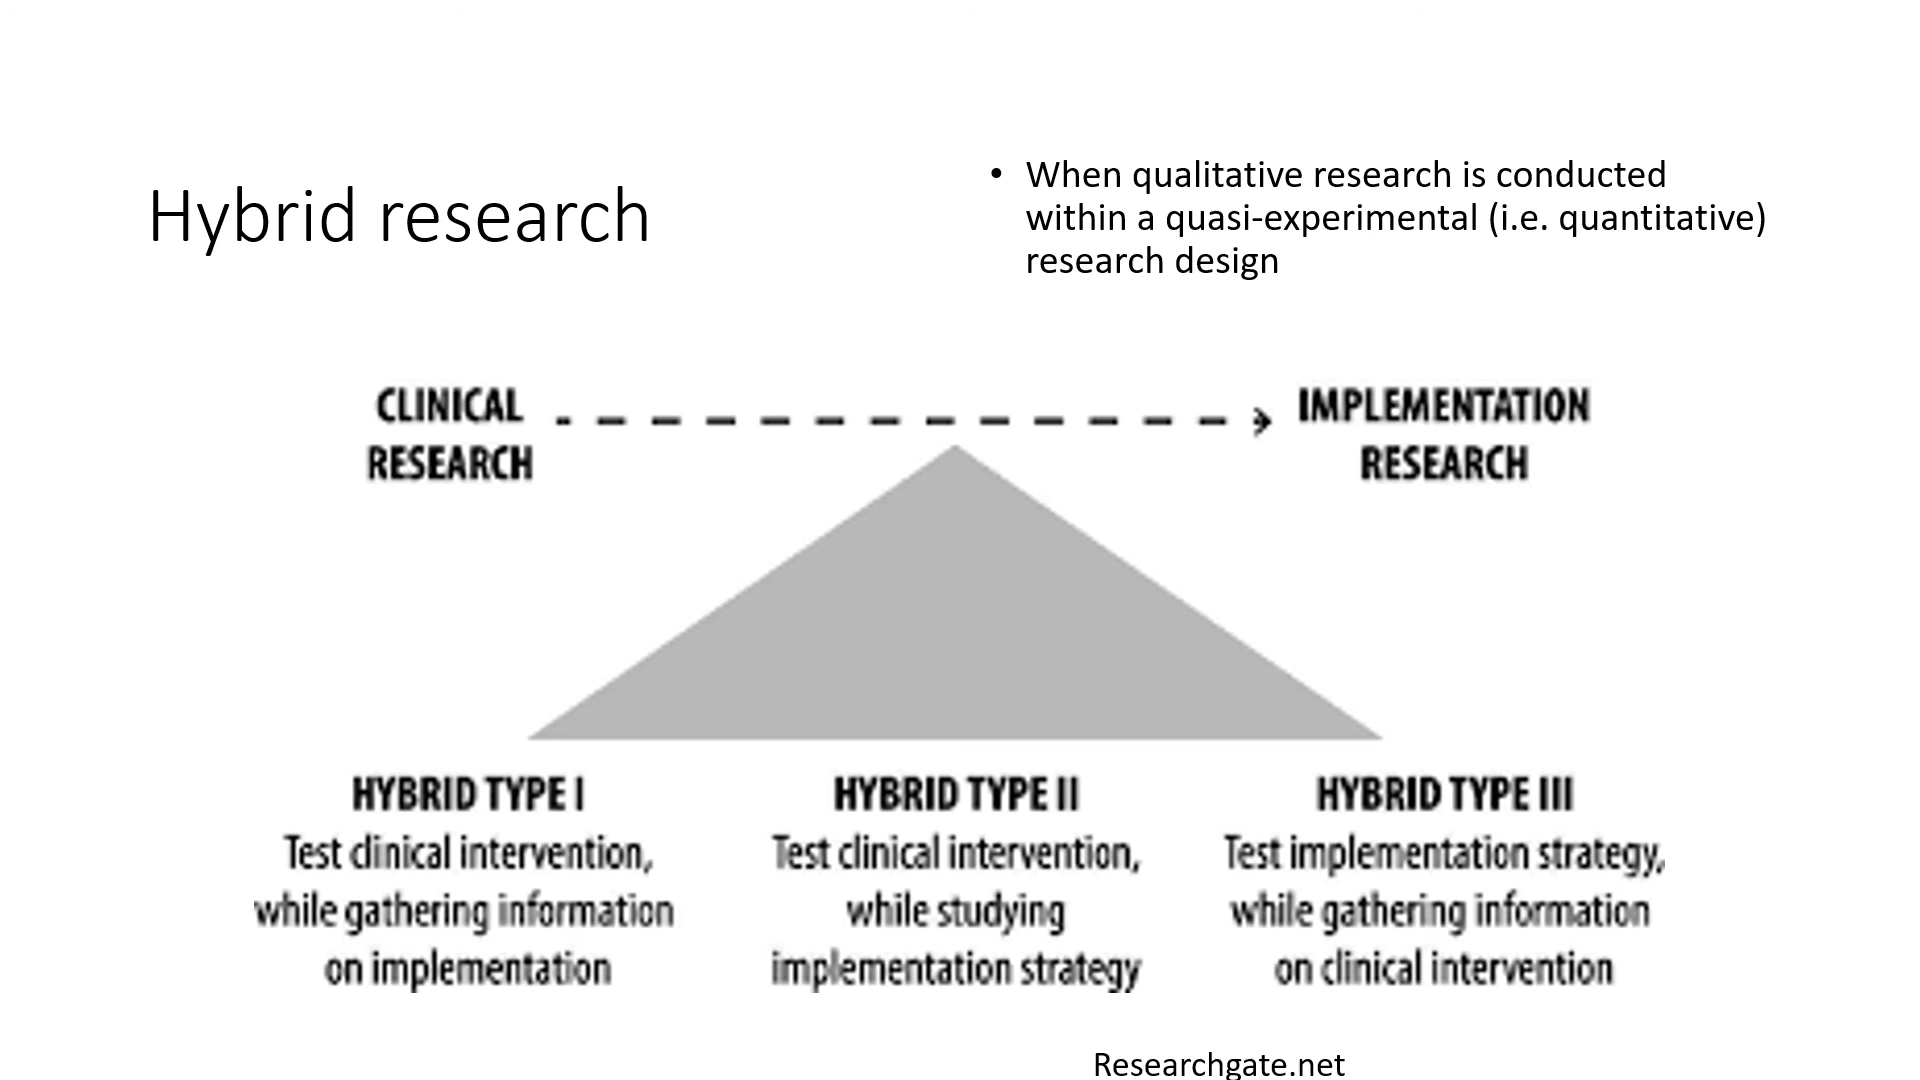 Hybrid research
• When qualitative research is conducted
within a quasi-experimental (i.e. quantitative)
research design
CLINICAL
RESEARCH
IMPLEMENTATION
RESEARCH
HYBRID TYPE I
Test clinical intervention,
while gathering information
on implementation
HYBRID TYPE II
Test clinical intervention,
while studying
implementation strategy
HYBRID TYPE III
Test implementation strategy,
while gathering information
on clinical intervention
Researchgate.net